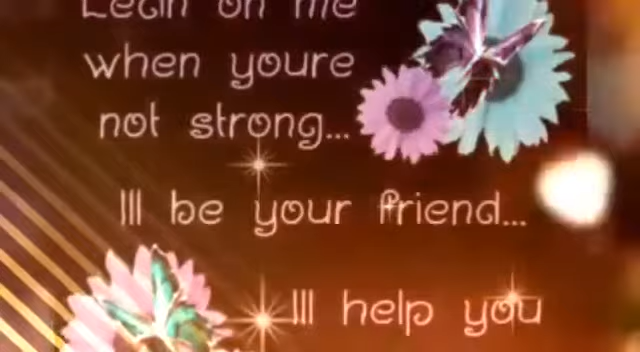 Lean on me
when youre
not strong...
Ill be your friend...
Ill help you